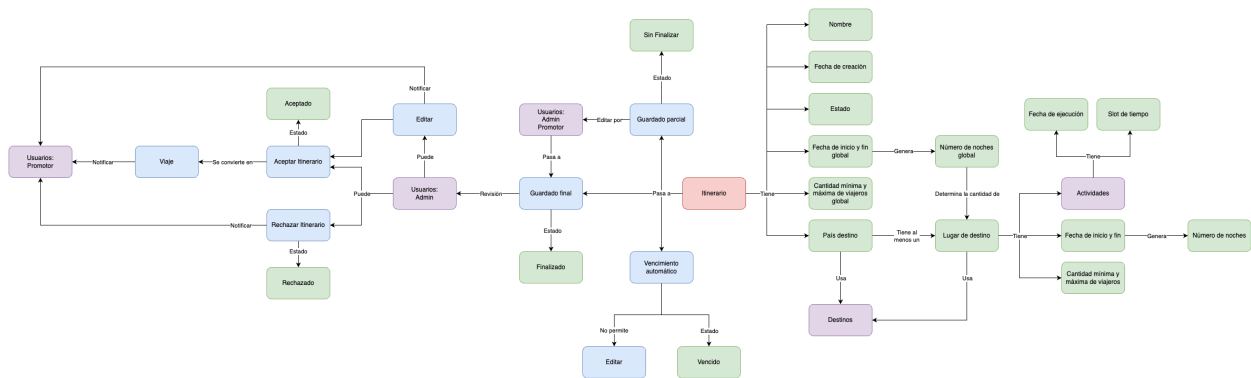 Nombre
Sin Finalizar
Fecha de creación
Estado
Notificar
Aceptado
Estado
Fecha de ejecución
Slot de tiempo
Usuarios:
Admin
Promotor
Editar por
Guardado parcial
Editar
Estado
Tiene
Usuarios:
Promotor
Notificar
Viaje
Se convierte en
Aceptar Itinerario
Estado
Puede
Pasa a
Fecha de inicio y fin
global
Genera
Número de noches
global
Puede
Usuarios:
Admin
Revisión
Guardado final
Pasa a
Itinerario
Tiene
Cantidad mínima y
máxima de viajeros
global
Determina la cantidad de
Actividades
Notificar
Rechazar Itinerario
Estado
Estado
País destino
Tiene al
menos un
Lugar de destino
Tiene
Fecha de inicio y fin
Genera
Número de noches
Rechazado
Finalizado
Vencimiento
automático
Usa
Usa
Cantidad mínima y
máxima de viajeros
Destinos
No permite
Estado
Editar
Vencido